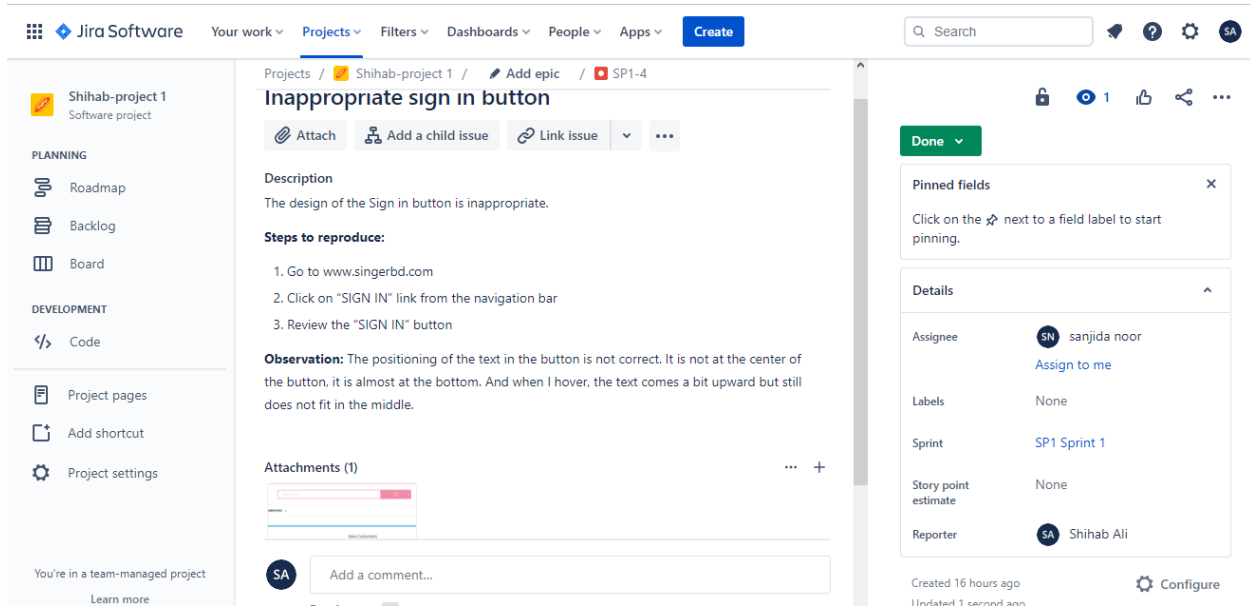 Jira Software
Your work
Projects
Filters
Dashboards
People
Apps
Create
Search
SA
Shihab-project 1
Software project
PLANNING
Roadmap
Backlog
Board
DEVELOPMENT
Code
Project pages
Add shortcut
Project settings
You're in a team-managed project
Learn more
Projects / Shihab-project 1 / Add epic / SP1-4
Inappropriate sign in button
Attach
Add a child issue
Link issue
Description
The design of the Sign in button is inappropriate.
Steps to reproduce:
1. Go to www.singerbd.com
2. Click on “SIGN IN” link from the navigation bar
3. Review the “SIGN IN” button
Observation: The positioning of the text in the button is not correct. It is not at the center of
the button, it is almost at the bottom. And when I hover, the text comes a bit upward but still
does not fit in the middle.
Attachments (1)
New Customers
SA
Add a comment...
1
Done
Pinned fields
Click on the next to a field label to start
pinning.
Details
Assignee
SN sanjida noor
Assign to me
Labels
None
Sprint
SP1 Sprint 1
Story point
estimate
None
Reporter
SA Shihab Ali
Created 16 hours ago
Configure
Updated 1 second ago